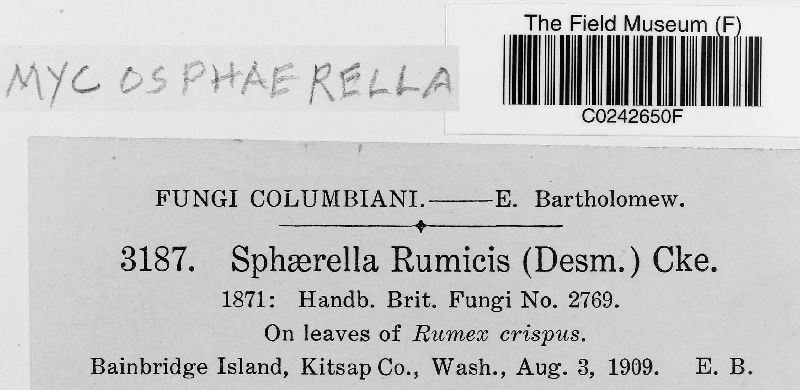 The Field Museum (F)
C0242650F
MYCOSPHAERELLA
FUNGI COLUMBIANI.——E. Bartholomew.
3187. Sphærella Rumicis (Desm.) Cke.
1871: Handb. Brit. Fungi No. 2769.
On leaves of Rumex crispus.
Bainbridge Island, Kitsap Co., Wash., Aug. 3, 1909. E. B.